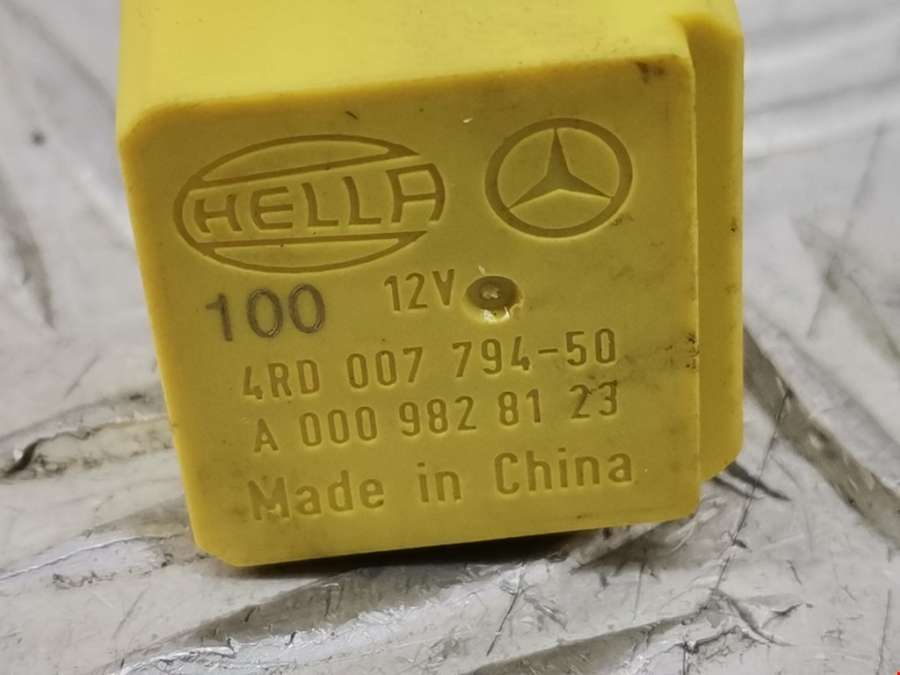 HELLA
100 12V
4RD 007 794-50
A 000 982 81 23
Made in China